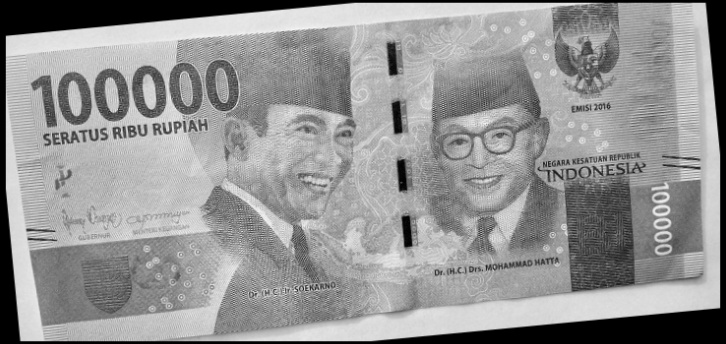 100000
SERATUS RIBU RUPIAH
EMISI 2016
NEGARA KESATUAN REPUBLIK
INDONESIA
100000
GUBERNUR
MENTERI KEUANGAN
Dr. (H.C.) Ir. SOEKARNO
Dr. (H.C.) Drs. MOHAMMAD HATTA